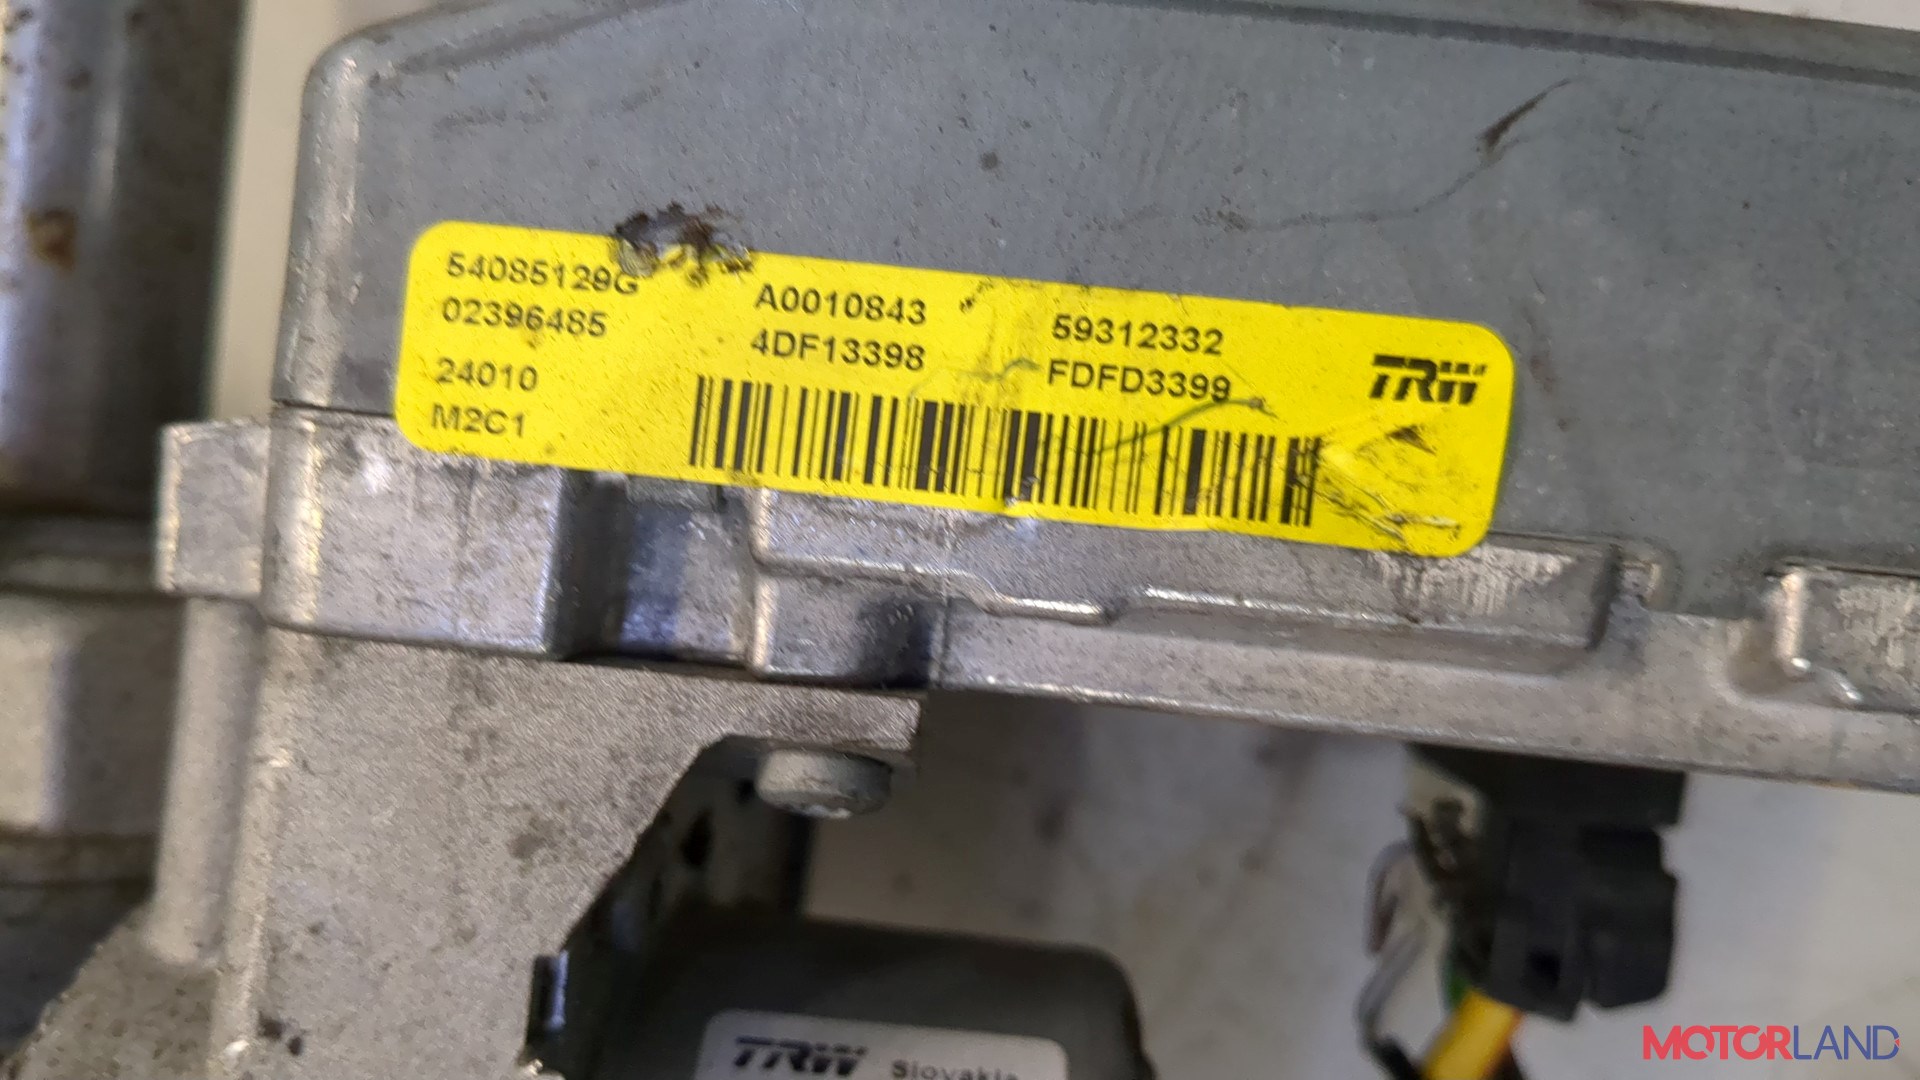 54085129G
02396485
24010
M2C1
A0010843
4DF13398
59312332
FDFD3399
TRW
TRW Slovakia
MOTORLAND